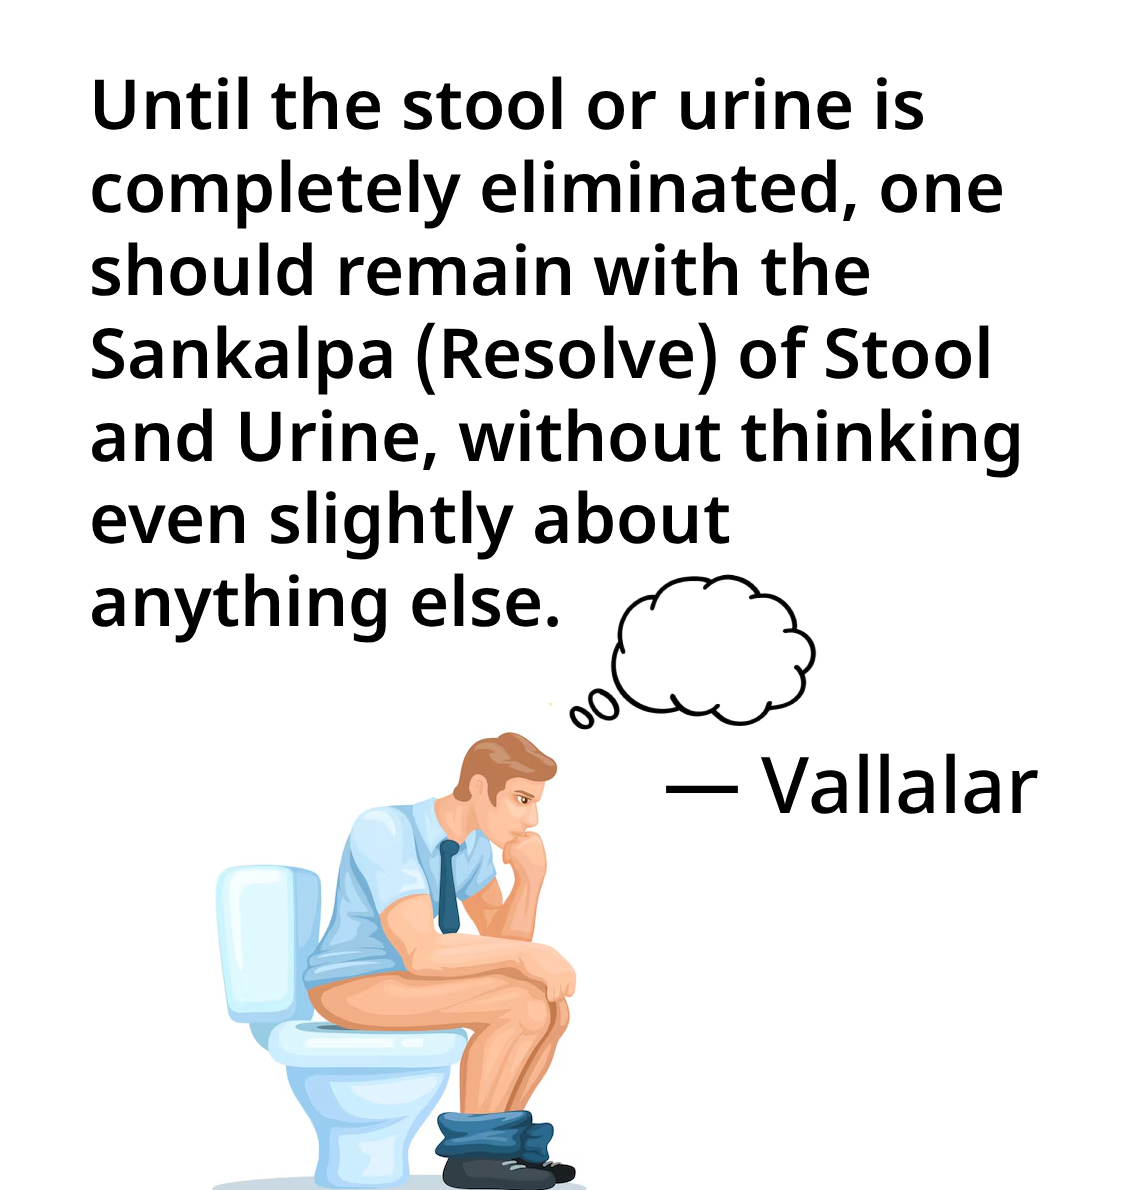 Until the stool or urine is
completely eliminated, one
should remain with the
Sankalpa (Resolve) of Stool
and Urine, without thinking
even slightly about
anything else.
— Vallalar